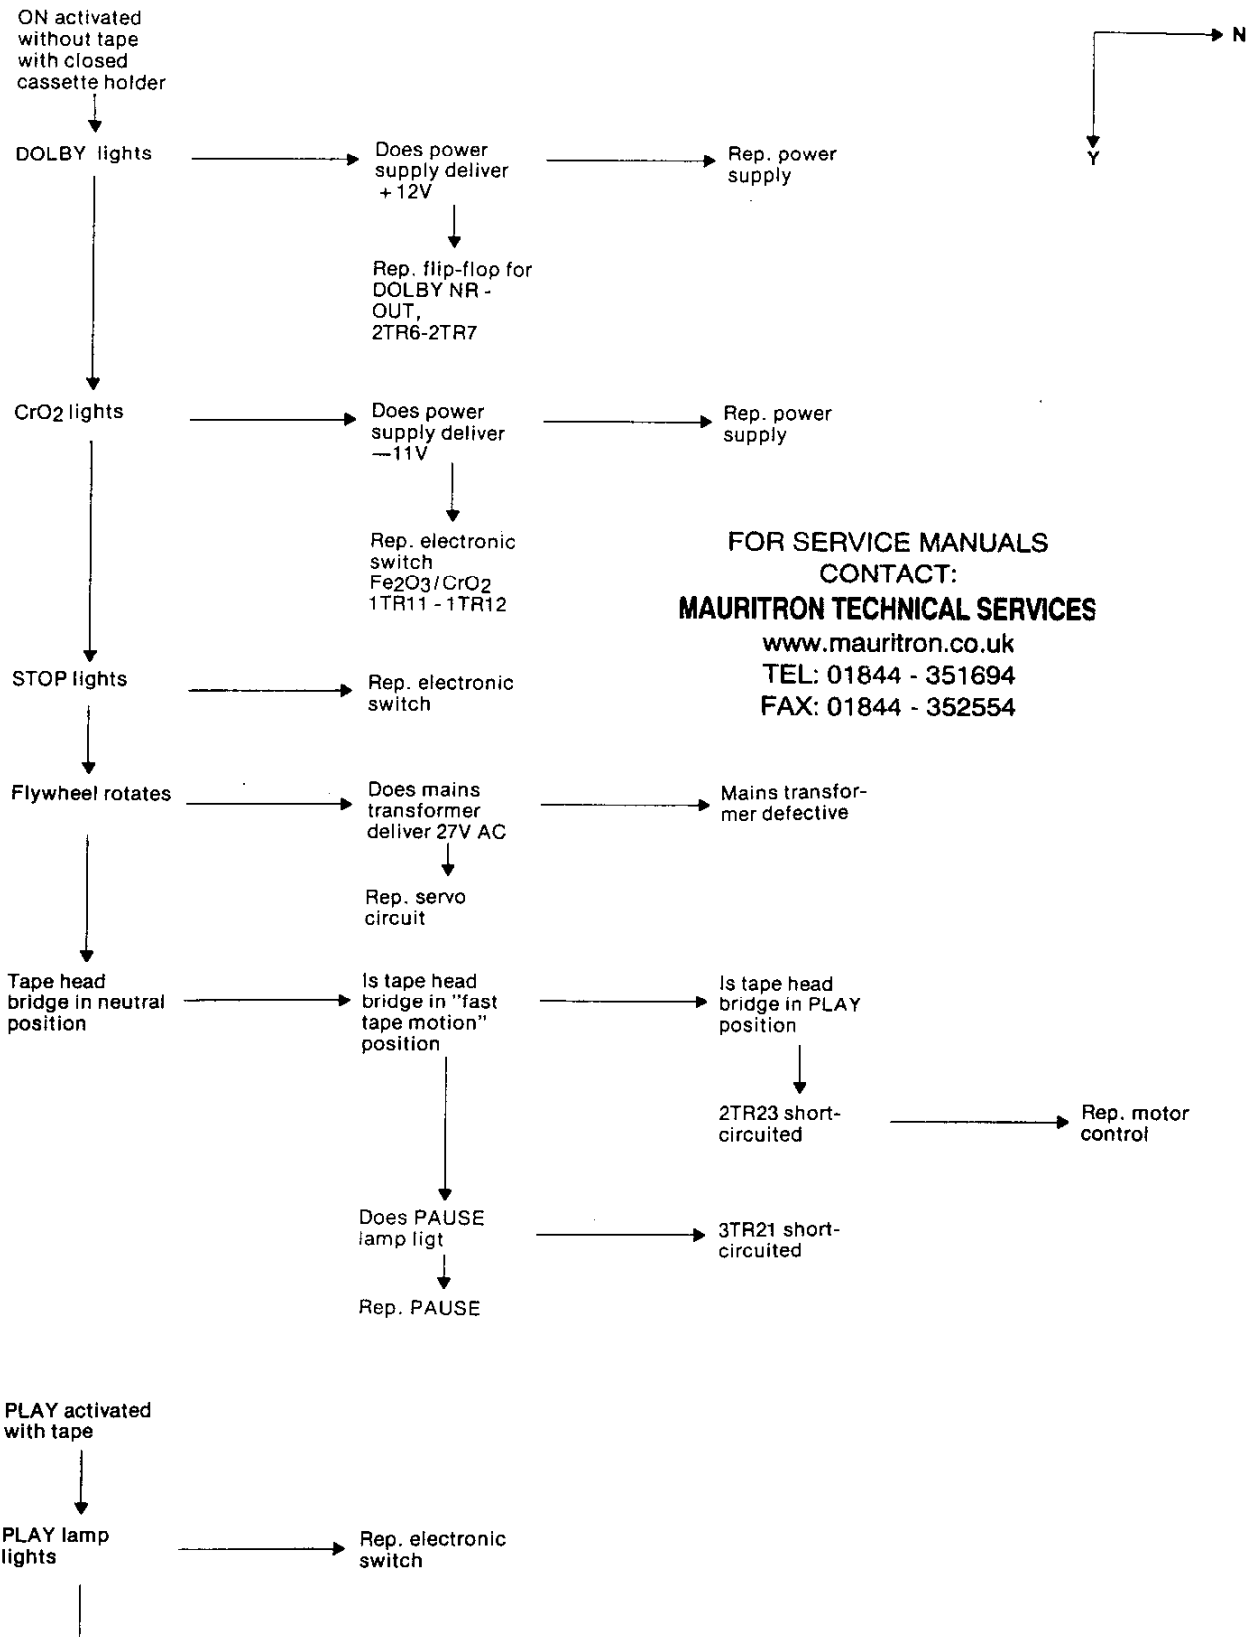 ON activated
without tape
with closed
cassette holder
N
Y
DOLBY lights
Does power
supply deliver
+ 12V
Rep. power
supply
Rep. flip-flop for
DOLBY NR -
OUT,
2TR6-2TR7
CrO2 lights
Does power
supply deliver
—11V
Rep. power
supply
Rep. electronic
switch
Fe2O3/CrO2
1TR11 - 1TR12
FOR SERVICE MANUALS
CONTACT:
MAURITRON TECHNICAL SERVICES
www.mauritron.co.uk
TEL: 01844 - 351694
FAX: 01844 - 352554
STOP lights
Rep. electronic
switch
Flywheel rotates
Does mains
transformer
deliver 27V AC
Mains transfor-
mer defective
Rep. servo
circuit
Tape head
bridge in neutral
position
Is tape head
bridge in "fast
tape motion"
position
Is tape head
bridge in PLAY
position
2TR23 short-
circuited
Rep. motor
control
Does PAUSE
lamp ligt
3TR21 short-
circuited
Rep. PAUSE
PLAY activated
with tape
PLAY lamp
lights
Rep. electronic
switch